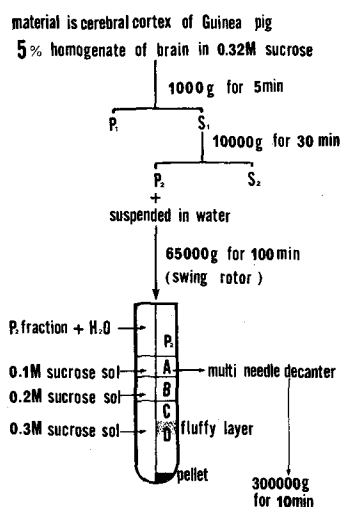 material is cerebral cortex of Guinea pig
5% homogenate of brain in 0.32M sucrose
1000g for 5min
P₁ S₁
10000g for 30 min
P₂ S₂
+
suspended in water
65000g for 100min
(swing rotor)
P₂fraction + H₂O
P₂
0.1M sucrose sol
A
multi needle decanter
0.2M sucrose sol
B
C
0.3M sucrose sol
D
fluffy layer
pellet
300000g
for 10min